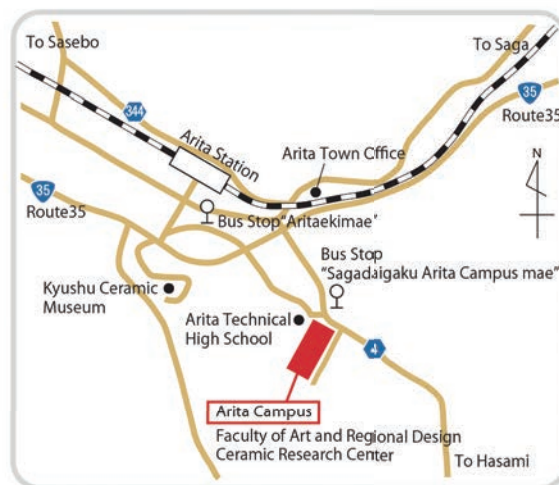 To Sasebo
To Saga
344
35
Route35
Arita Station
Arita Town Cffice
N
35
Route35
Bus Stop "Aritaekimae"
Bus Stop
"Sagadaigaku Arita Campus mae"
Kyushu Ceramic
Museum
Arita Technical
High School
4
Arita Campus
Faculty of Art and Regional Design
Ceramic Research Center
To Hasami